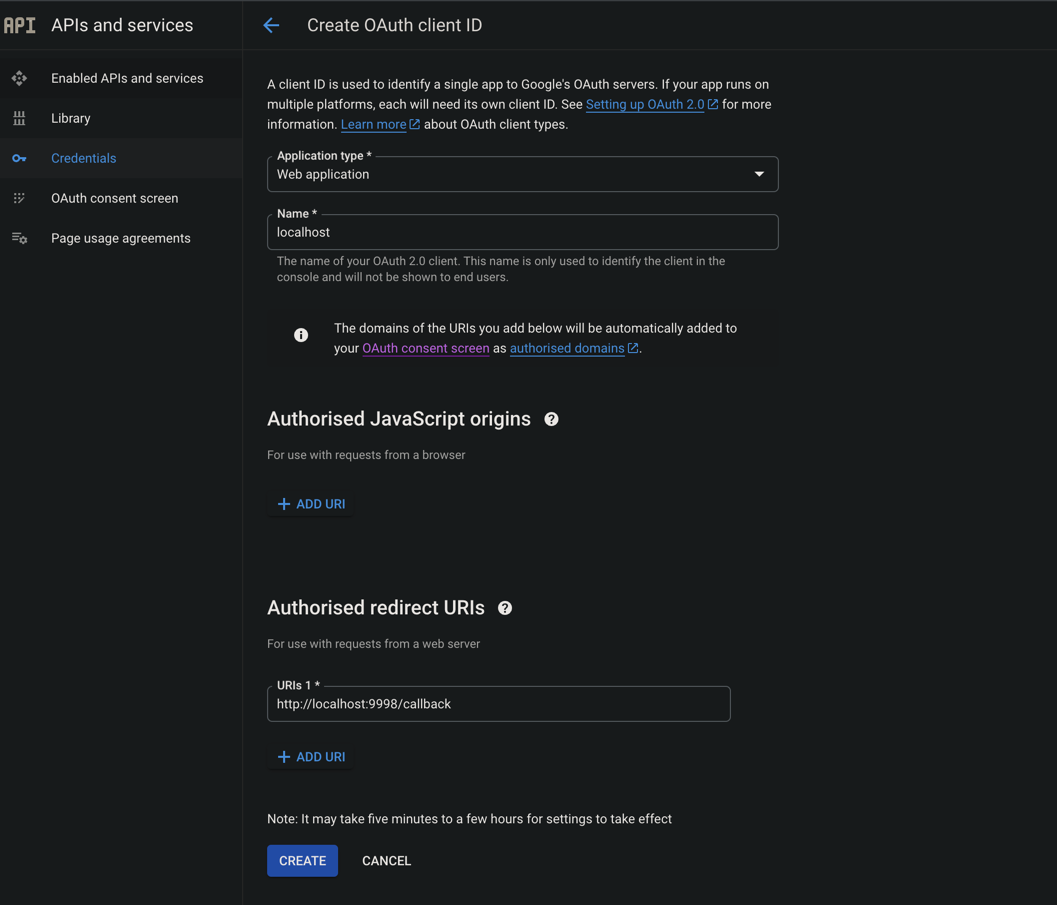 API APIs and services
Enabled APIs and services
Library
Credentials
OAuth consent screen
Page usage agreements
Create OAuth client ID
A client ID is used to identify a single app to Google's OAuth servers. If your app runs on
multiple platforms, each will need its own client ID. See Setting up OAuth 2.0 for more
information. Learn more about OAuth client types.
Application type *
Web application
Name *
localhost
The name of your OAuth 2.0 client. This name is only used to identify the client in the
console and will not be shown to end users.
The domains of the URIs you add below will be automatically added to
your OAuth consent screen as authorised domains.
Authorised JavaScript origins
For use with requests from a browser
ADD URI
Authorised redirect URIs
For use with requests from a web server
URIs 1 *
http://localhost:9998/callback
ADD URI
Note: It may take five minutes to a few hours for settings to take effect
CREATE CANCEL